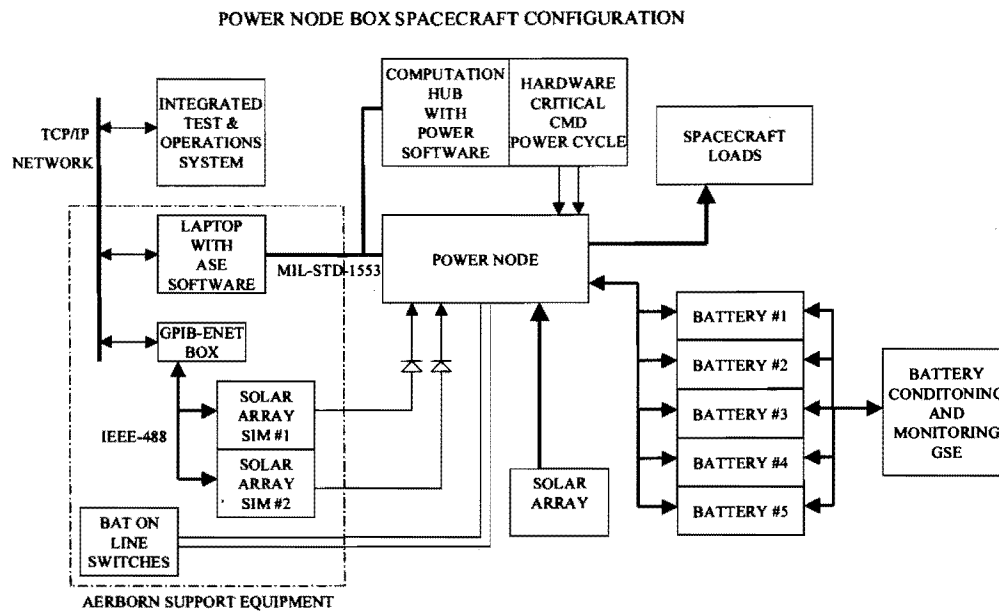 POWER NODE BOX SPACECRAFT CONFIGURATION
TCP/IP
NETWORK
INTEGRATED
TEST &
OPERATIONS
SYSTEM
COMPUTATION
HUB
WITH
POWER
SOFTWARE
HARDWARE
CRITICAL
CMD
POWER CYCLE
SPACECRAFT
LOADS
LAPTOP
WITH
ASE
SOFTWARE
MIL-STD-1553
POWER NODE
GPIB-ENET
BOX
IEEE-488
SOLAR
ARRAY
SIM #1
SOLAR
ARRAY
SIM #2
SOLAR
ARRAY
BATTERY #1
BATTERY #2
BATTERY #3
BATTERY #4
BATTERY #5
BATTERY
CONDITONING
AND
MONITORING
GSE
BAT ON
LINE
SWITCHES
AERBORN SUPPORT EQUIPMENT